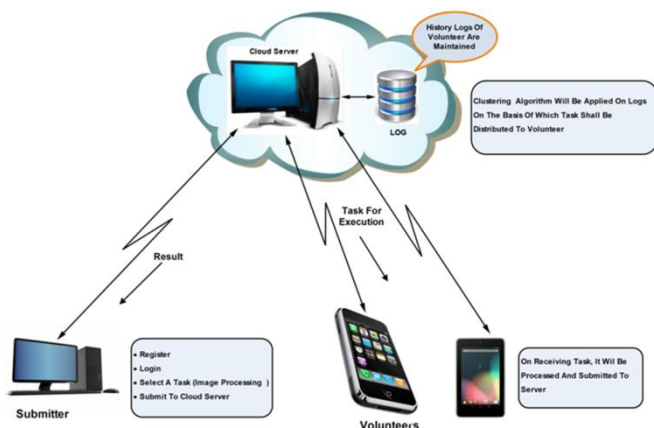 History Logs Of
Volunteer Are
Maintained
Cloud Server
LOG
Clustering Algorithm Will be Applied On Logs
On The Basis Of Which Task Shall Be
Distributed To Volunteer
Task For
Execution
Result
• Register
• Login
• Select A Task (Image Processing )
• Submit To Cloud Server
Submitter
On Receiving Task, It Wil Be
Processed And Submitted To
Server
Volunteers